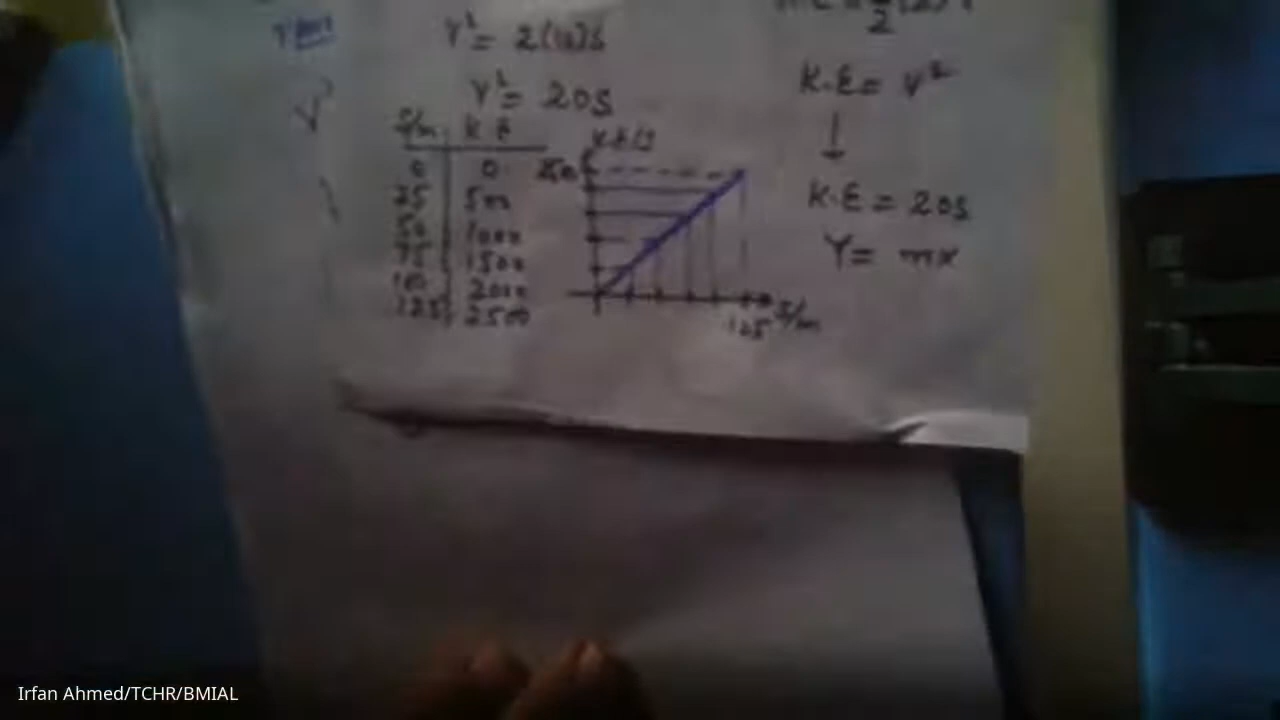 V² = 2(10)S
V² = 20S
K.E = V²
S/m K E
0 0
25 500
50 1000
75 1500
100 2000
125 2500
K.E/J
125 S/m
K.E = 20S
Y = mx
Irfan Ahmed/TCHR/BMIAL